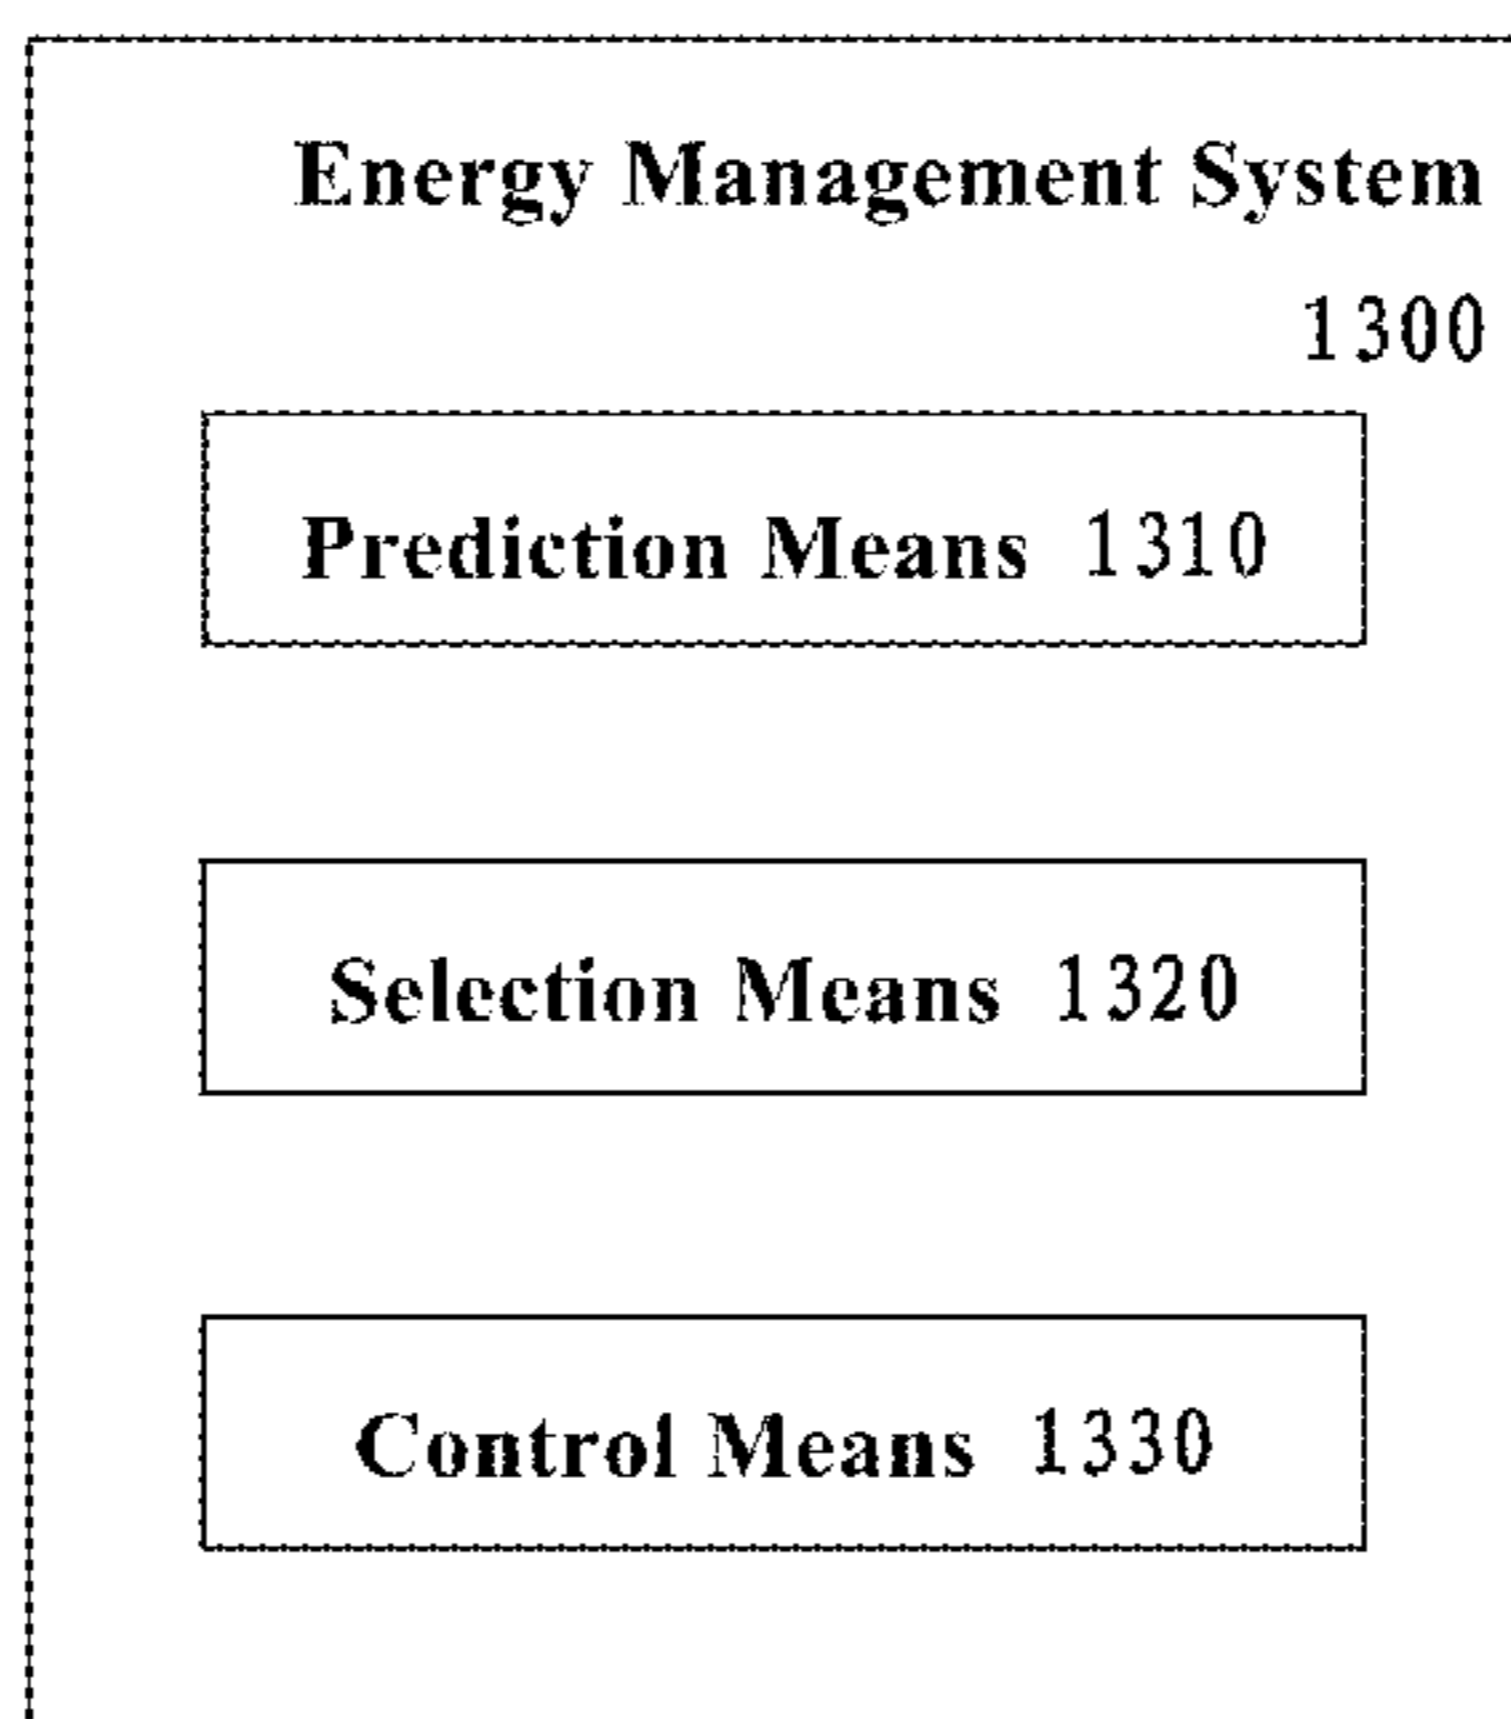 Energy Management System
1300
Prediction Means 1310
Selection Means 1320
Control Means 1330